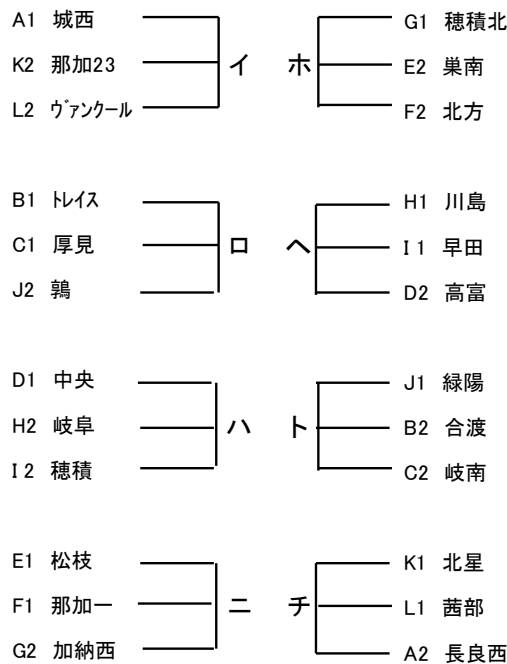 A1 城西 G1 穂積北
K2 那加23 イ ホ E2 巣南
L2 ヴァンクール F2 北方
B1 トレイス H1 川島
C1 厚見 ロ ヘ I1 早田
J2 鶉 D2 高富
D1 中央 J1 緑陽
H2 岐阜 ハ ト B2 合渡
I2 穂積 C2 岐南
E1 松枝 K1 北星
F1 那加一 ニ チ L1 茜部
G2 加納西 A2 長良西